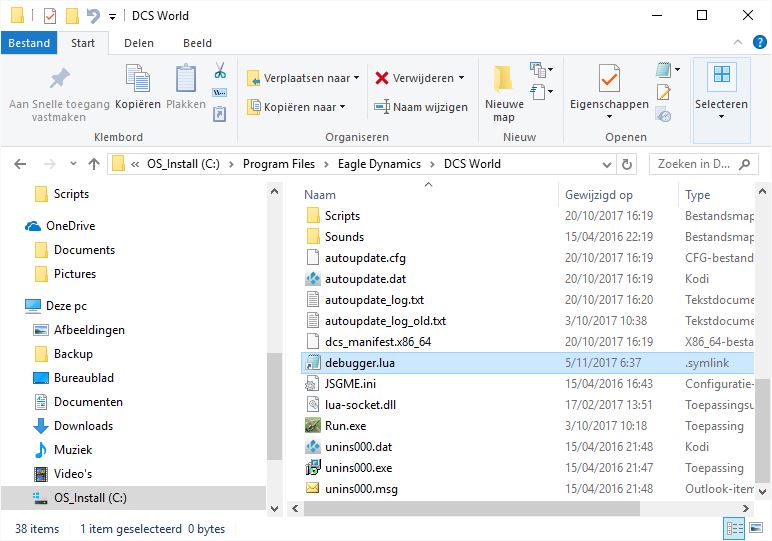 DCS World
Bestand Start Delen Beeld
Aan Snelle toegang vastmaken
Kopiëren
Plakken
Klembord
Verplaatsen naar
Kopiëren naar
Verwijderen
Naam wijzigen
Organiseren
Nieuwe map
Nieuw
Eigenschappen
Openen
Selecteren
« OS_Install (C:) > Program Files > Eagle Dynamics > DCS World
Zoeken in D...
Scripts
OneDrive
Documents
Pictures
Deze pc
Afbeeldingen
Backup
Bureaublad
Documenten
Downloads
Muziek
Video's
OS_Install (C:)
Naam Gewijzigd op Type
Scripts 20/10/2017 16:19 Bestandsmap
Sounds 15/04/2016 22:19 Bestandsmap
autoupdate.cfg 20/10/2017 16:19 CFG-bestand
autoupdate.dat 20/10/2017 16:19 Kodi
autoupdate_log.txt 20/10/2017 16:20 Tekstdocume
autoupdate_log_old.txt 3/10/2017 10:38 Tekstdocume
dcs_manifest.x86_64 20/10/2017 16:19 X86_64-besta
debugger.lua 5/11/2017 6:37 .symlink
JSGME.ini 15/04/2016 16:43 Configuratie-
lua-socket.dll 17/02/2017 13:51 Toepassingsu
Run.exe 3/10/2017 10:18 Toepassing
unins000.dat 15/04/2016 21:48 Kodi
unins000.exe 15/04/2016 21:47 Toepassing
unins000.msg 15/04/2016 21:48 Outlook-item
38 items 1 item geselecteerd 0 bytes